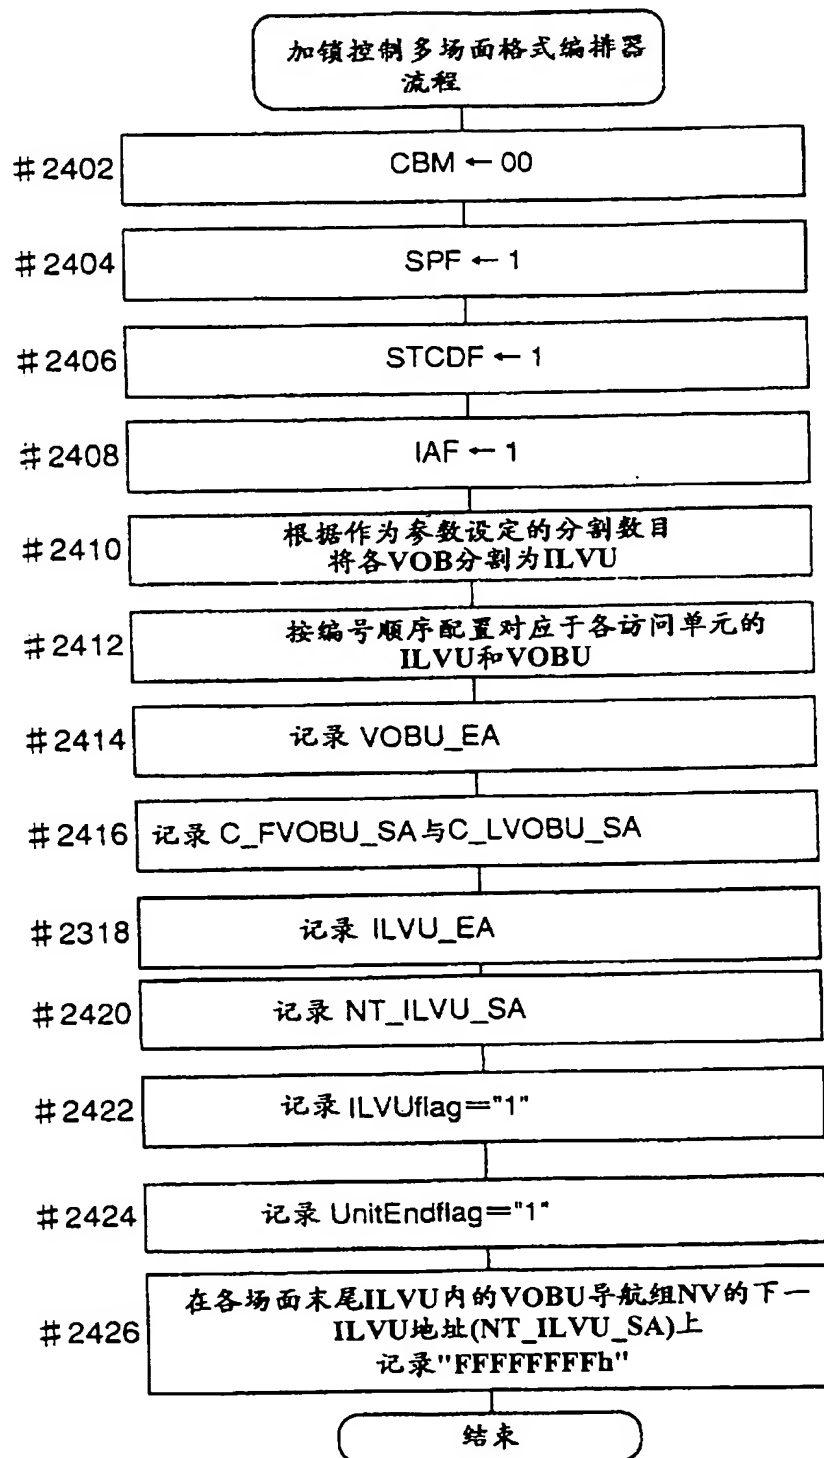 加锁控制多场面格式编排器
流程
#2402
CBM ← 00
#2404
SPF ← 1
#2406
STCDF ← 1
#2408
IAF ← 1
#2410
根据作为参数设定的分割数目
将各VOB分割为ILVU
#2412
按编号顺序配置对应于各访问单元的
ILVU和VOBU
#2414
记录 VOBU_EA
#2416
记录 C_FVOBU_SA与C_LVOBU_SA
#2318
记录 ILVU_EA
#2420
记录 NT_ILVU_SA
#2422
记录 ILVUflag="1"
#2424
记录 UnitEndflag="1"
#2426
在各场面末尾ILVU内的VOBU导航组NV的下一
ILVU地址(NT_ILVU_SA)上
记录"FFFFFFFFh"
结束